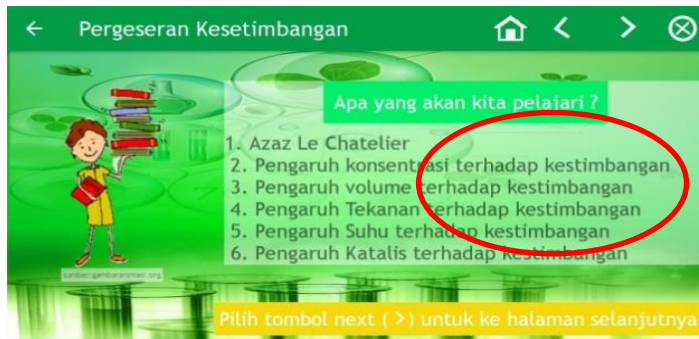 Pergeseran Kesetimbangan
Apa yang akan kita pelajari ?
1. Azaz Le Chatelier
2. Pengaruh konsentrasi terhadap kestimbangan
3. Pengaruh volume terhadap kestimbangan
4. Pengaruh Tekanan terhadap kestimbangan
5. Pengaruh Suhu terhadap kestimbangan
6. Pengaruh Katalis terhadap kestimbangan
sumber:gambaranimasi.org
Pilih tombol next ( > ) untuk ke halaman selanjutnya